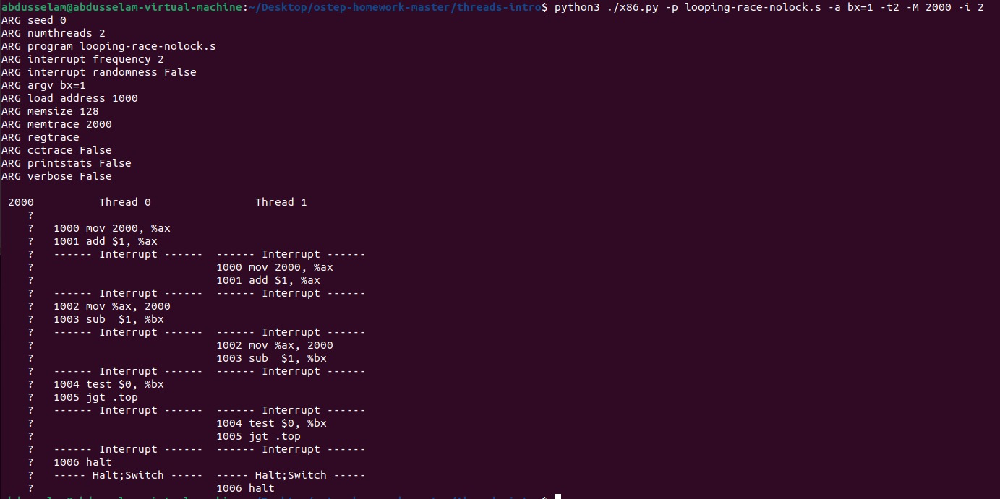 abdusselam@abdusselam-virtual-machine:~/Desktop/ostep-homework-master/threads-intro$ python3 ./x86.py -p looping-race-nolock.s -a bx=1 -t2 -M 2000 -i 2
ARG seed 0
ARG numthreads 2
ARG program looping-race-nolock.s
ARG interrupt frequency 2
ARG interrupt randomness False
ARG argv bx=1
ARG load address 1000
ARG memsize 128
ARG memtrace 2000
ARG regtrace
ARG cctrace False
ARG printstats False
ARG verbose False
 2000          Thread 0                Thread 1
    ?
    ?   1000 mov 2000, %ax
    ?   1001 add $1, %ax
    ?   ------ Interrupt ------  ------ Interrupt ------
    ?                            1000 mov 2000, %ax
    ?                            1001 add $1, %ax
    ?   ------ Interrupt ------  ------ Interrupt ------
    ?   1002 mov %ax, 2000
    ?   1003 sub  $1, %bx
    ?   ------ Interrupt ------  ------ Interrupt ------
    ?                            1002 mov %ax, 2000
    ?                            1003 sub  $1, %bx
    ?   ------ Interrupt ------  ------ Interrupt ------
    ?   1004 test $0, %bx
    ?   1005 jgt .top
    ?   ------ Interrupt ------  ------ Interrupt ------
    ?                            1004 test $0, %bx
    ?                            1005 jgt .top
    ?   ------ Interrupt ------  ------ Interrupt ------
    ?   1006 halt
    ?   ----- Halt;Switch -----  ----- Halt;Switch -----
    ?                            1006 halt